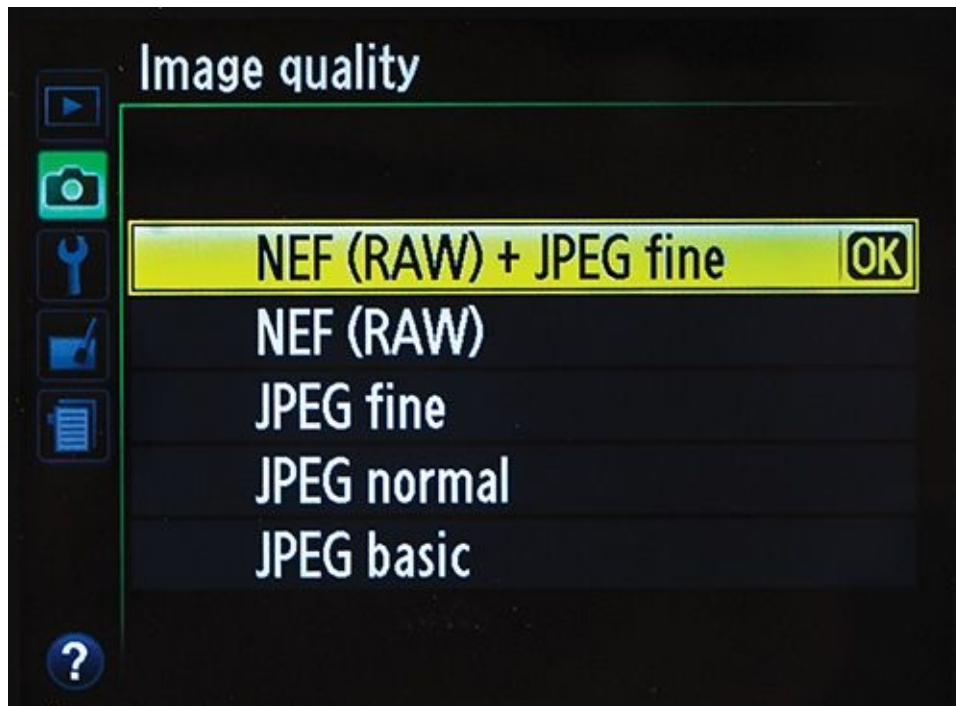 Image quality
NEF (RAW) + JPEG fine OK
NEF (RAW)
JPEG fine
JPEG normal
JPEG basic
?